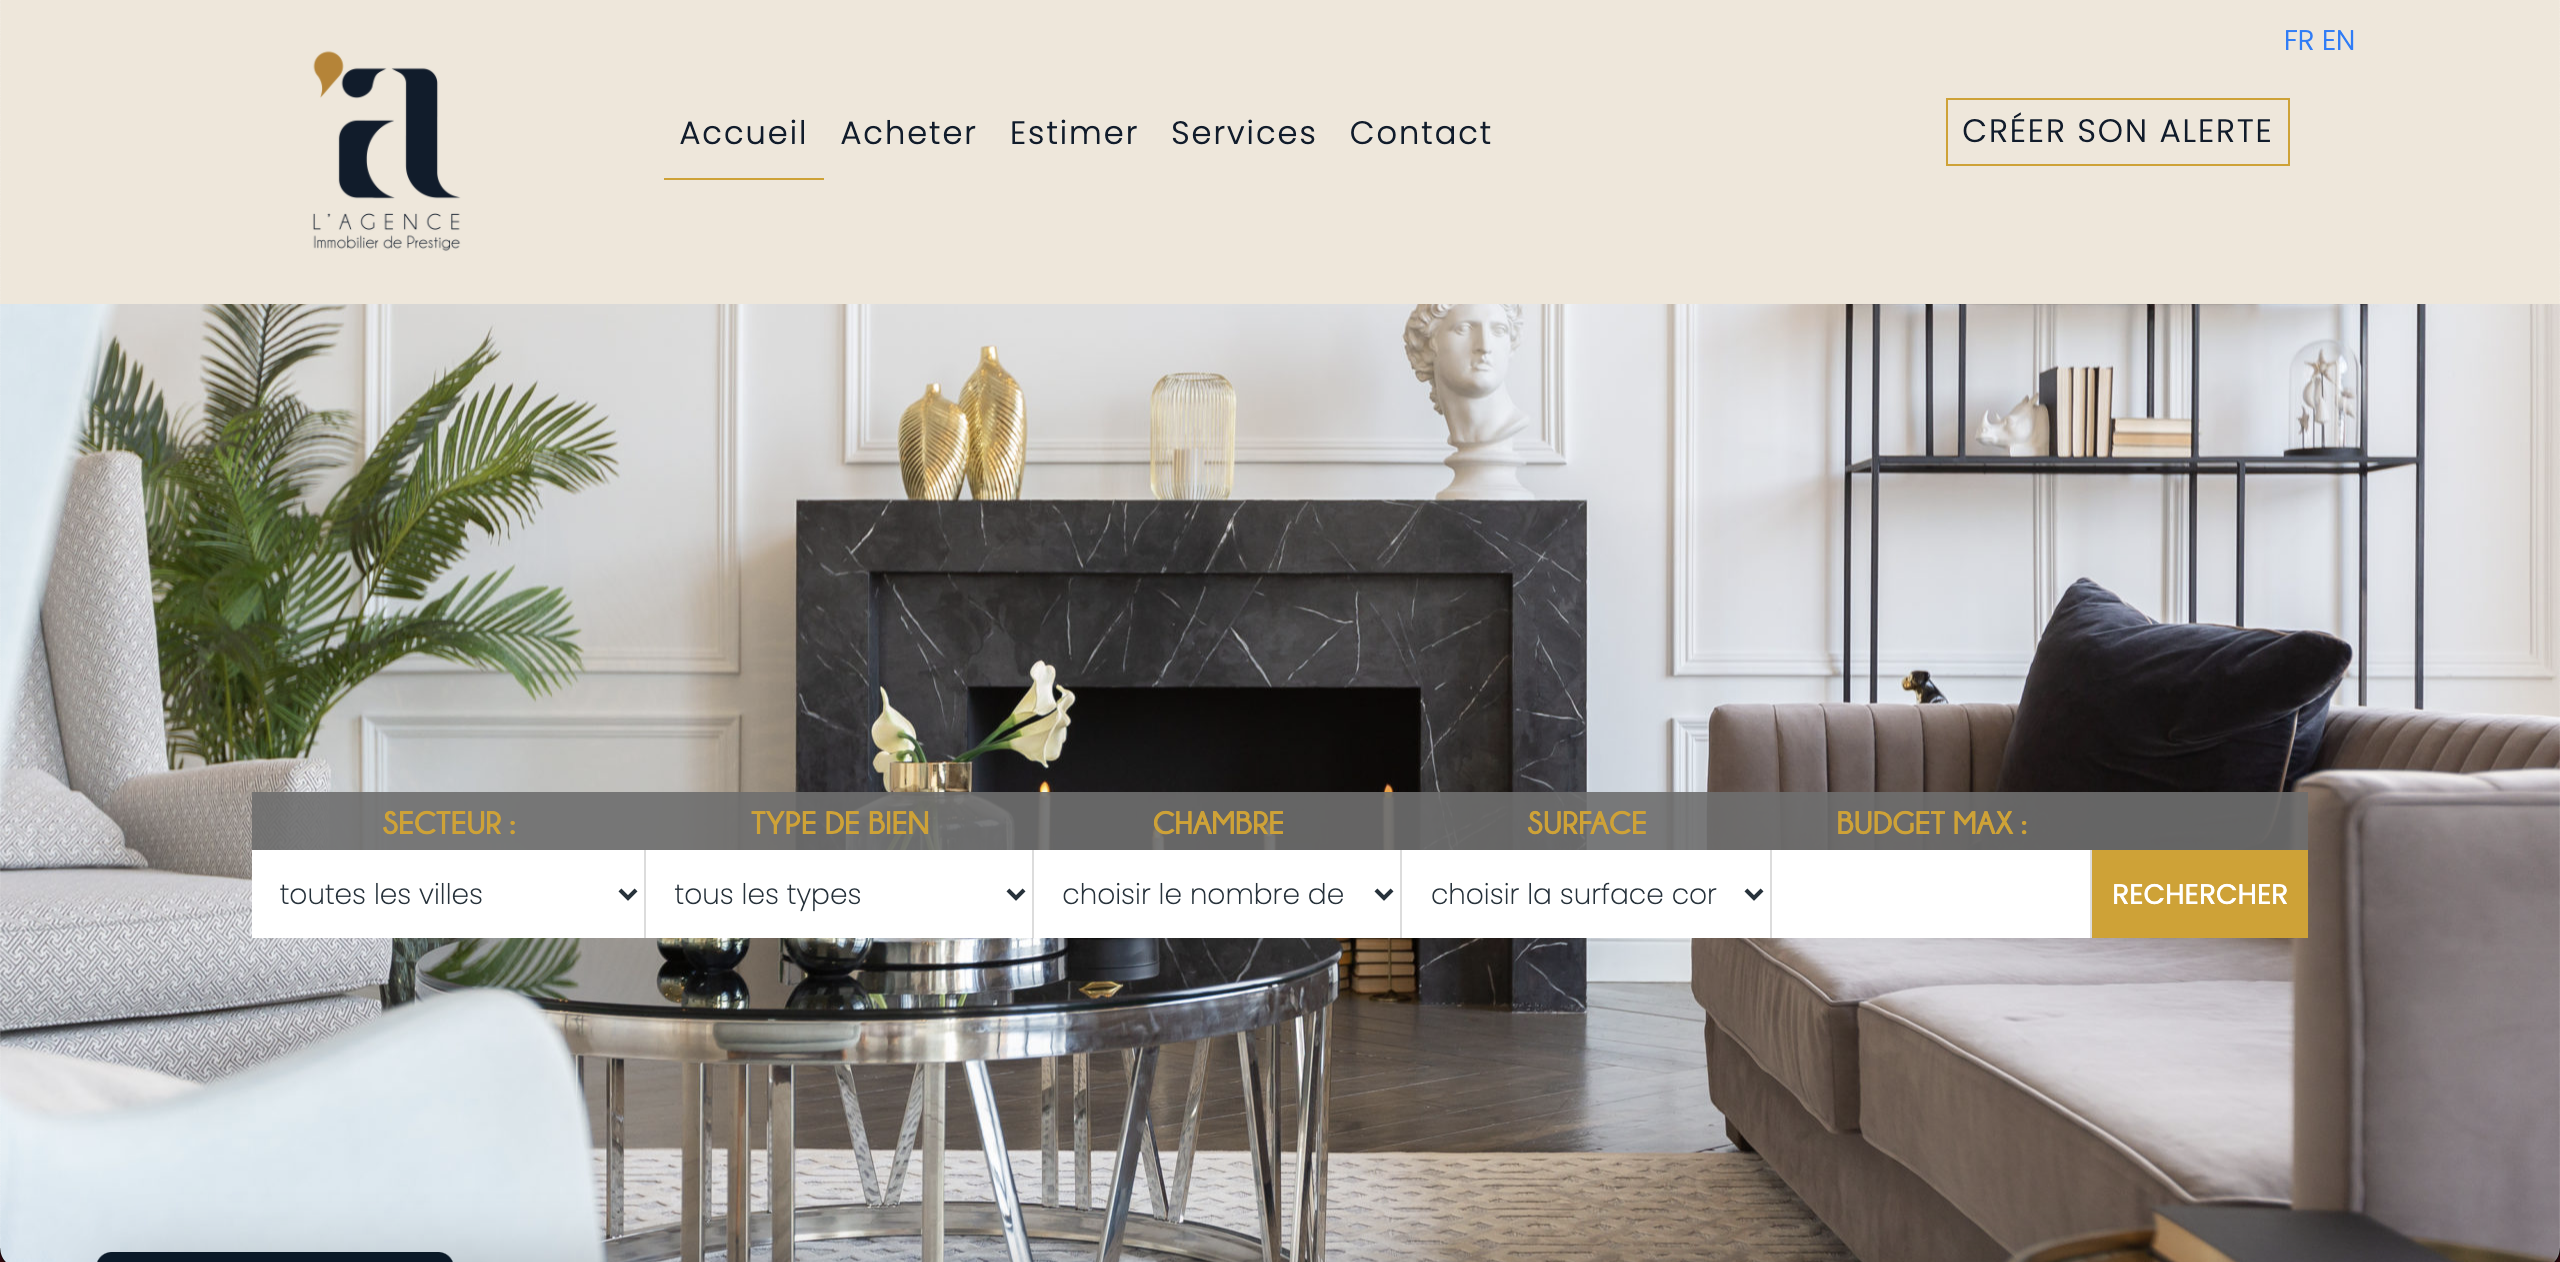 FR EN
'a
L'AGENCE
Immobilier de Prestige
Accueil Acheter Estimer Services Contact
CRÉER SON ALERTE
SECTEUR : TYPE DE BIEN CHAMBRE SURFACE BUDGET MAX :
toutes les villes tous les types choisir le nombre de choisir la surface cor RECHERCHER